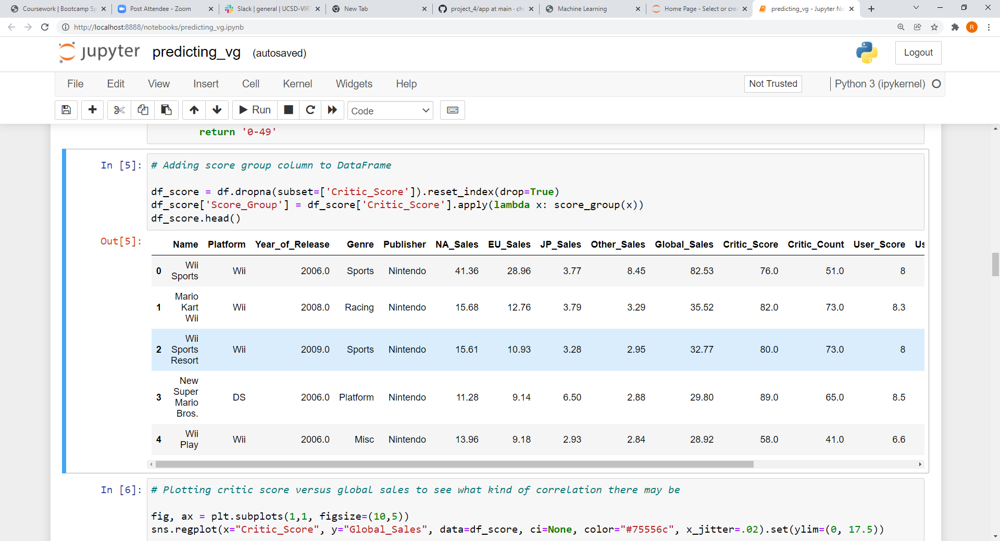 Coursework | Bootcamp Sp
Post Attendee - Zoom
Slack | general | UCSD-VIR
New Tab
project_4/app at main · ch
Machine Learning
Home Page - Select or crea
predicting_vg - Jupyter No
http://localhost:8888/notebooks/predicting_vg.ipynb
R
jupyter predicting_vg (autosaved)
Logout
File Edit View Insert Cell Kernel Widgets Help
Not Trusted
Python 3 (ipykernel)
Run
Code
return '0-49'
In [5]:
# Adding score group column to DataFrame
df_score = df.dropna(subset=['Critic_Score']).reset_index(drop=True)
df_score['Score_Group'] = df_score['Critic_Score'].apply(lambda x: score_group(x))
df_score.head()
Out[5]:
Name Platform Year_of_Release Genre Publisher NA_Sales EU_Sales JP_Sales Other_Sales Global_Sales Critic_Score Critic_Count User_Score Us
0 Wii Sports Wii 2006.0 Sports Nintendo 41.36 28.96 3.77 8.45 82.53 76.0 51.0 8
1 Mario Kart Wii Wii 2008.0 Racing Nintendo 15.68 12.76 3.79 3.29 35.52 82.0 73.0 8.3
2 Wii Sports Resort Wii 2009.0 Sports Nintendo 15.61 10.93 3.28 2.95 32.77 80.0 73.0 8
3 New Super Mario Bros. DS 2006.0 Platform Nintendo 11.28 9.14 6.50 2.88 29.80 89.0 65.0 8.5
4 Wii Play Wii 2006.0 Misc Nintendo 13.96 9.18 2.93 2.84 28.92 58.0 41.0 6.6
In [6]:
# Plotting critic score versus global sales to see what kind of correlation there may be
fig, ax = plt.subplots(1,1, figsize=(10,5))
sns.regplot(x="Critic_Score", y="Global_Sales", data=df_score, ci=None, color="#75556c", x_jitter=.02).set(ylim=(0, 17.5))